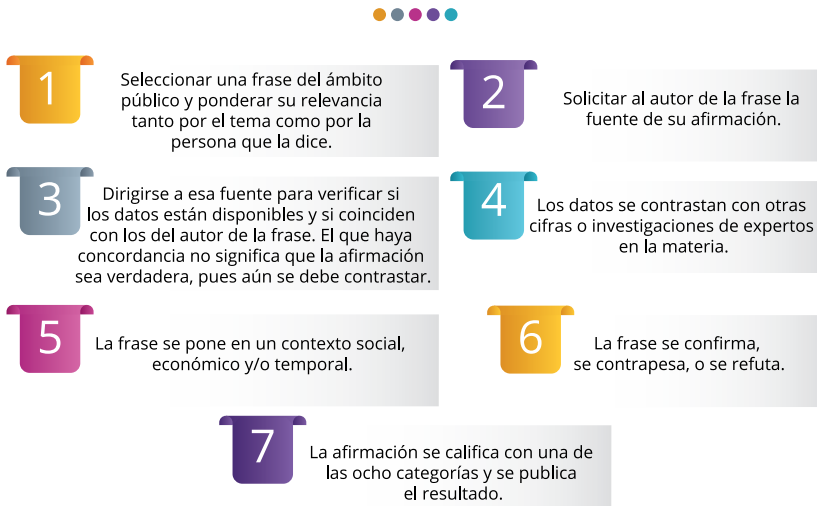 1
Seleccionar una frase del ámbito
público y ponderar su relevancia
tanto por el tema como por la
persona que la dice.
2
Solicitar al autor de la frase la
fuente de su afirmación.
3
Dirigirse a esa fuente para verificar si
los datos están disponibles y si coinciden
con los del autor de la frase. El que haya
concordancia no significa que la afirmación
sea verdadera, pues aún se debe contrastar.
4
Los datos se contrastan con otras
cifras o investigaciones de expertos
en la materia.
5
La frase se pone en un contexto social,
económico y/o temporal.
6
La frase se confirma,
se contrapesa, o se refuta.
7
La afirmación se califica con una de
las ocho categorías y se publica
el resultado.